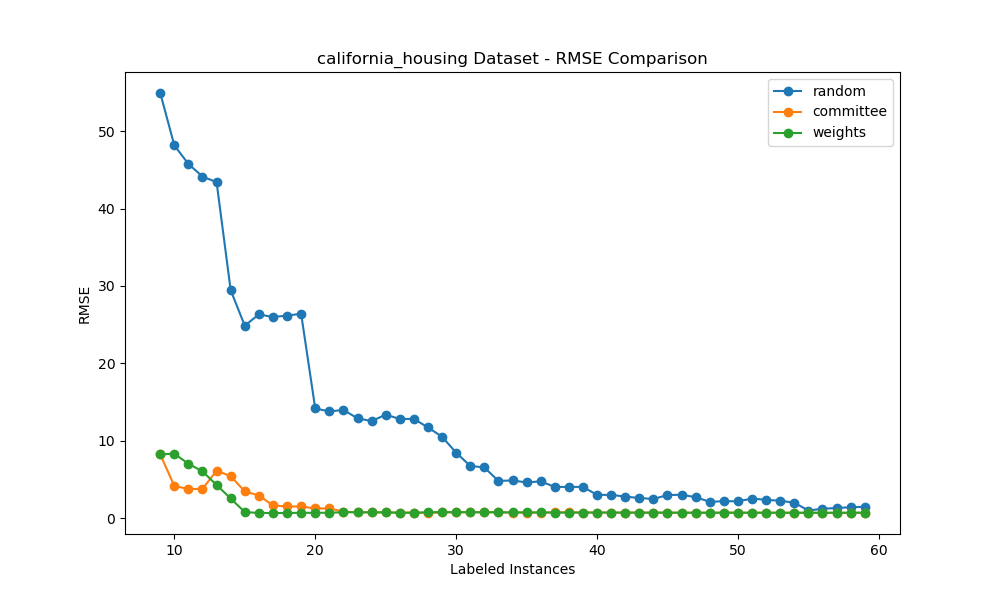 california_housing Dataset - RMSE Comparison
random
committee
weights
50
40
30
20
10
0
RMSE
10 20 30 40 50 60
Labeled Instances